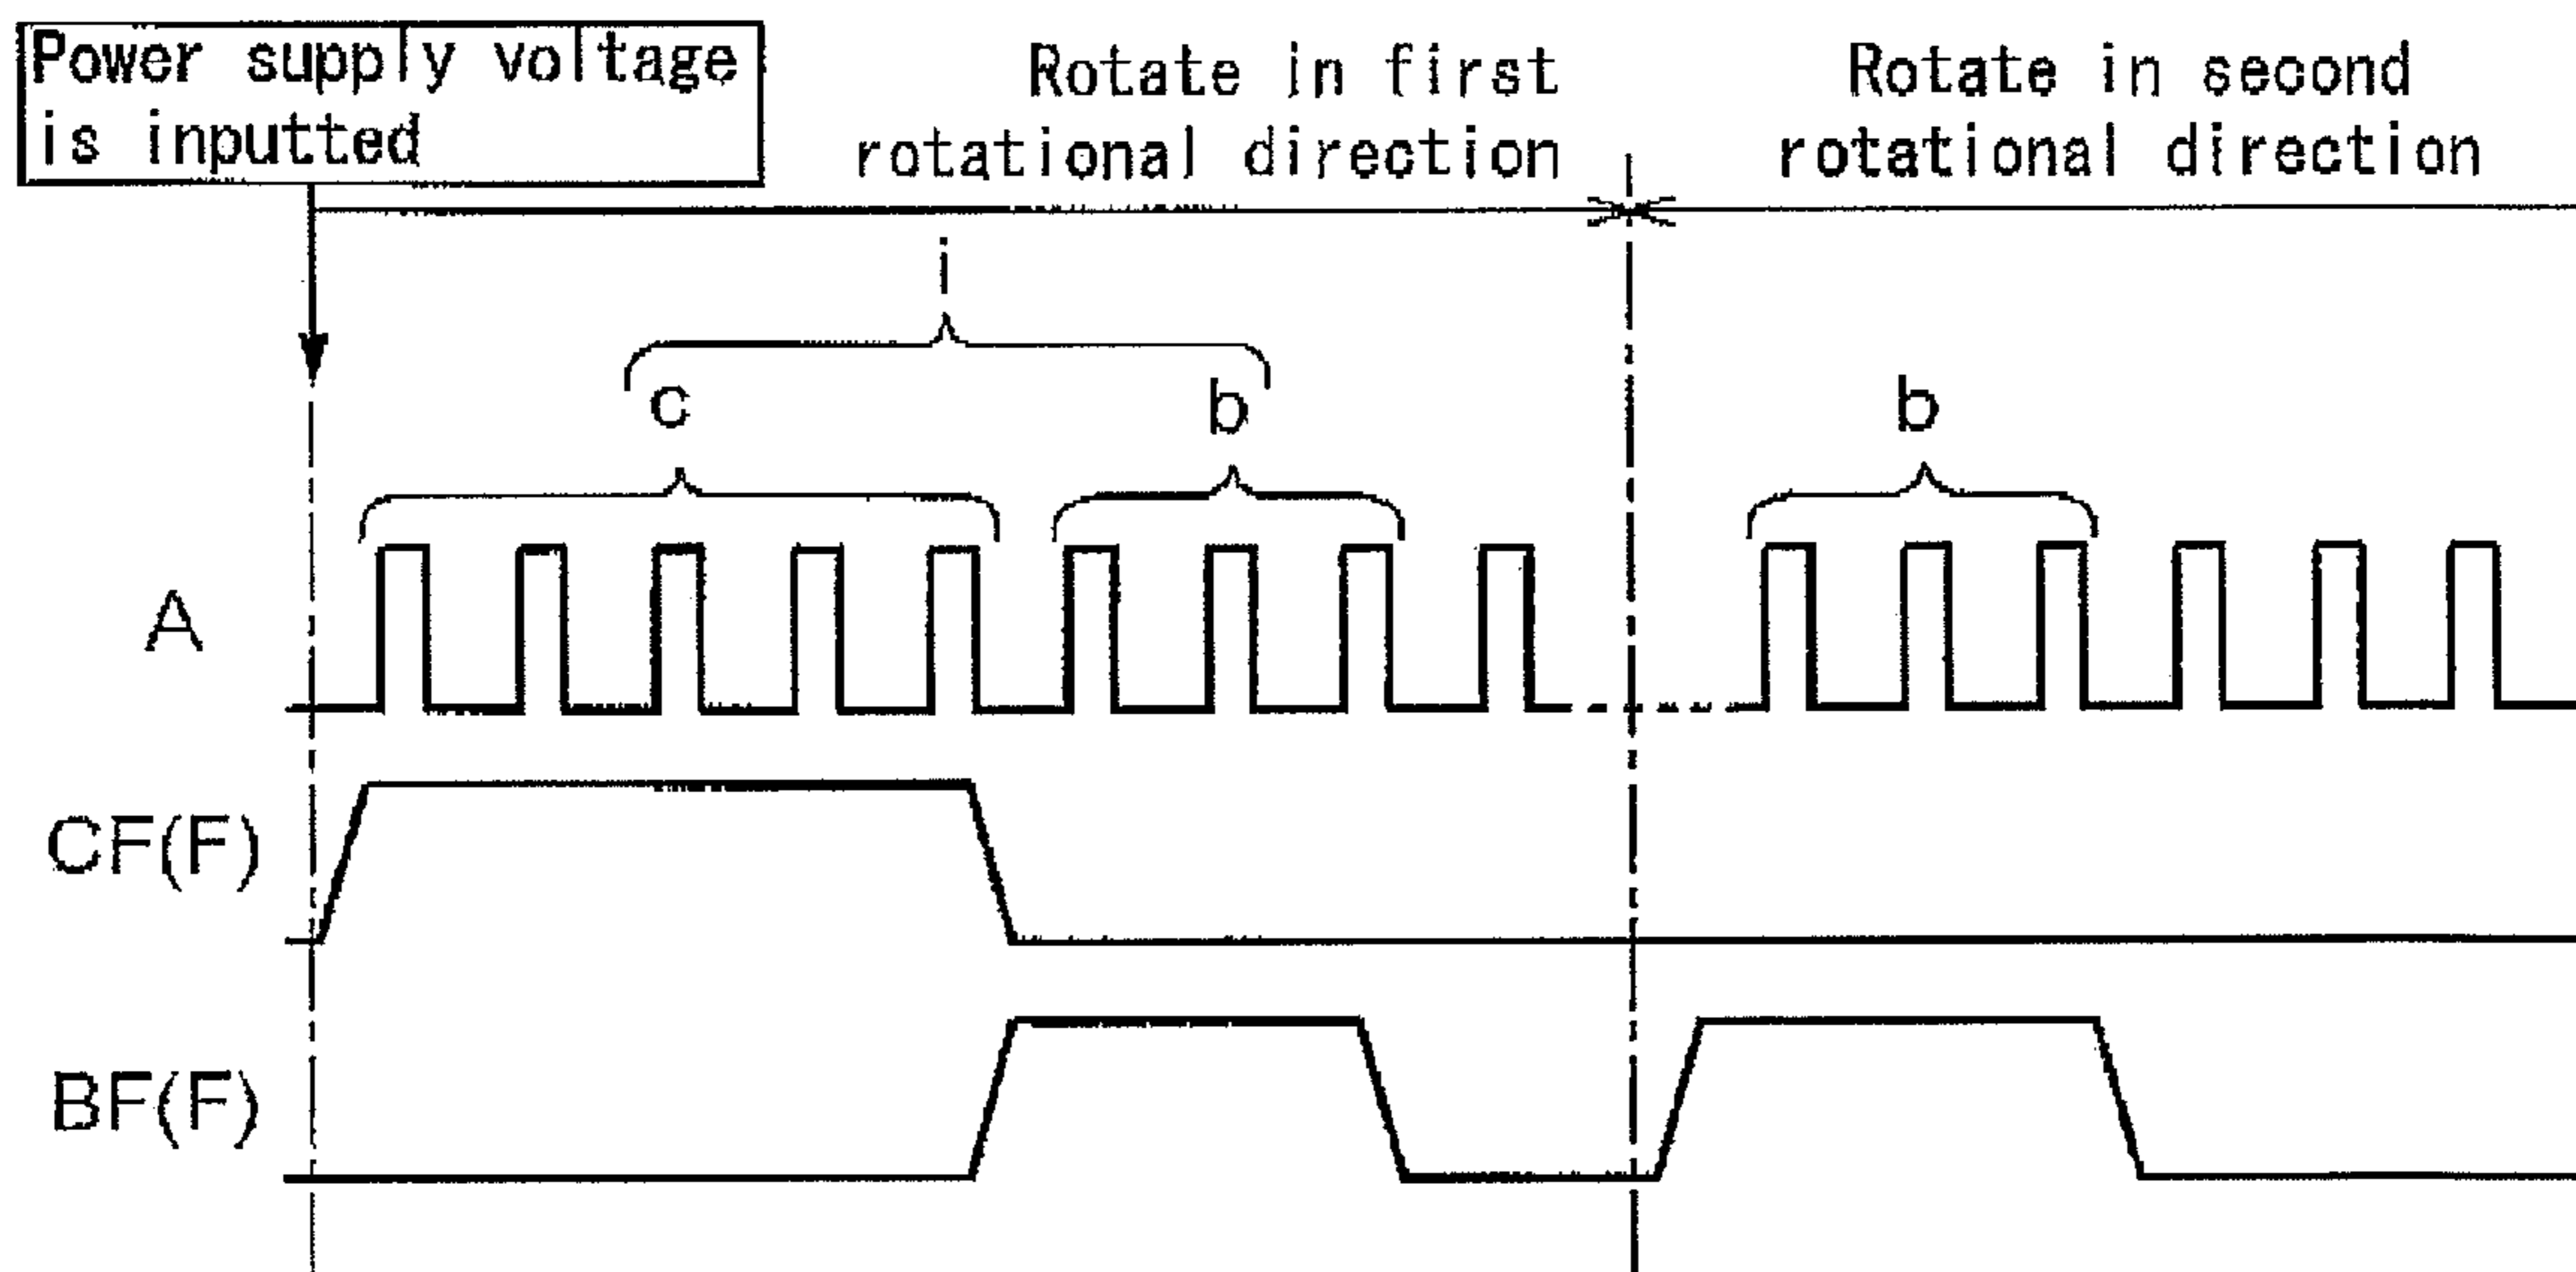 Power supply voltage
is inputted
Rotate in first
rotational direction
Rotate in second
rotational direction
i
c
b
b
A
CF(F)
BF(F)